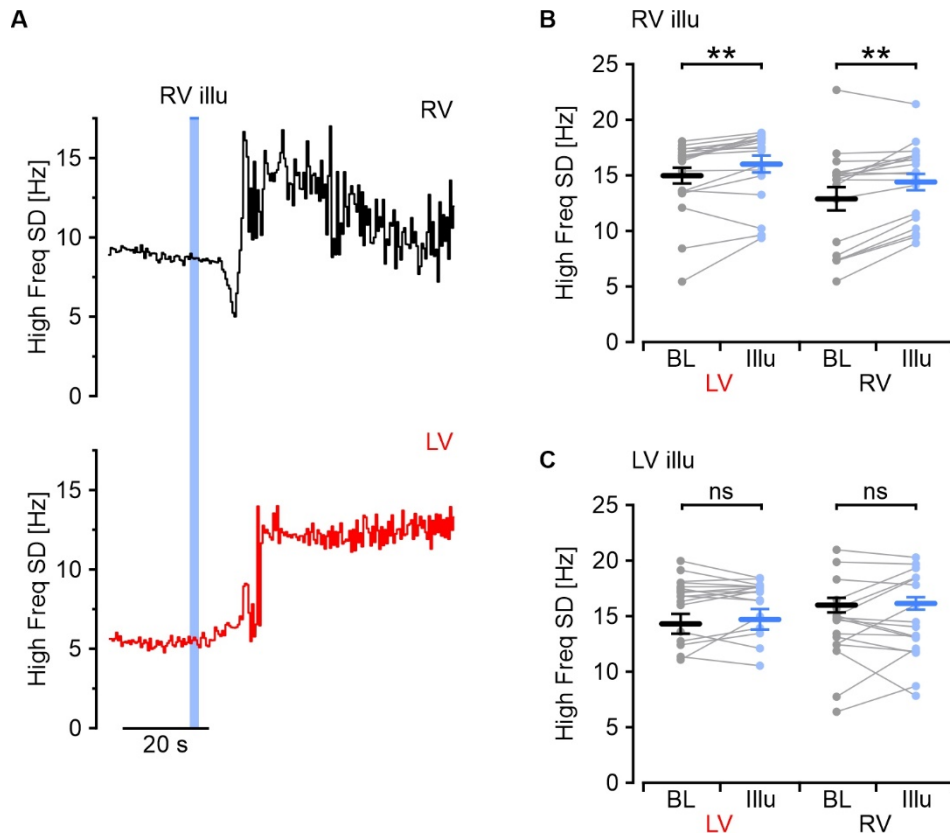 A
RV illu
RV
15
10
5
0
High Freq SD [Hz]
LV
15
10
5
0
High Freq SD [Hz]
20 s
B
RV illu
**
**
25
20
15
10
5
0
High Freq SD [Hz]
BL
Illu
BL
Illu
LV
RV
C
LV illu
ns
ns
25
20
15
10
5
0
High Freq SD [Hz]
BL
Illu
BL
Illu
LV
RV